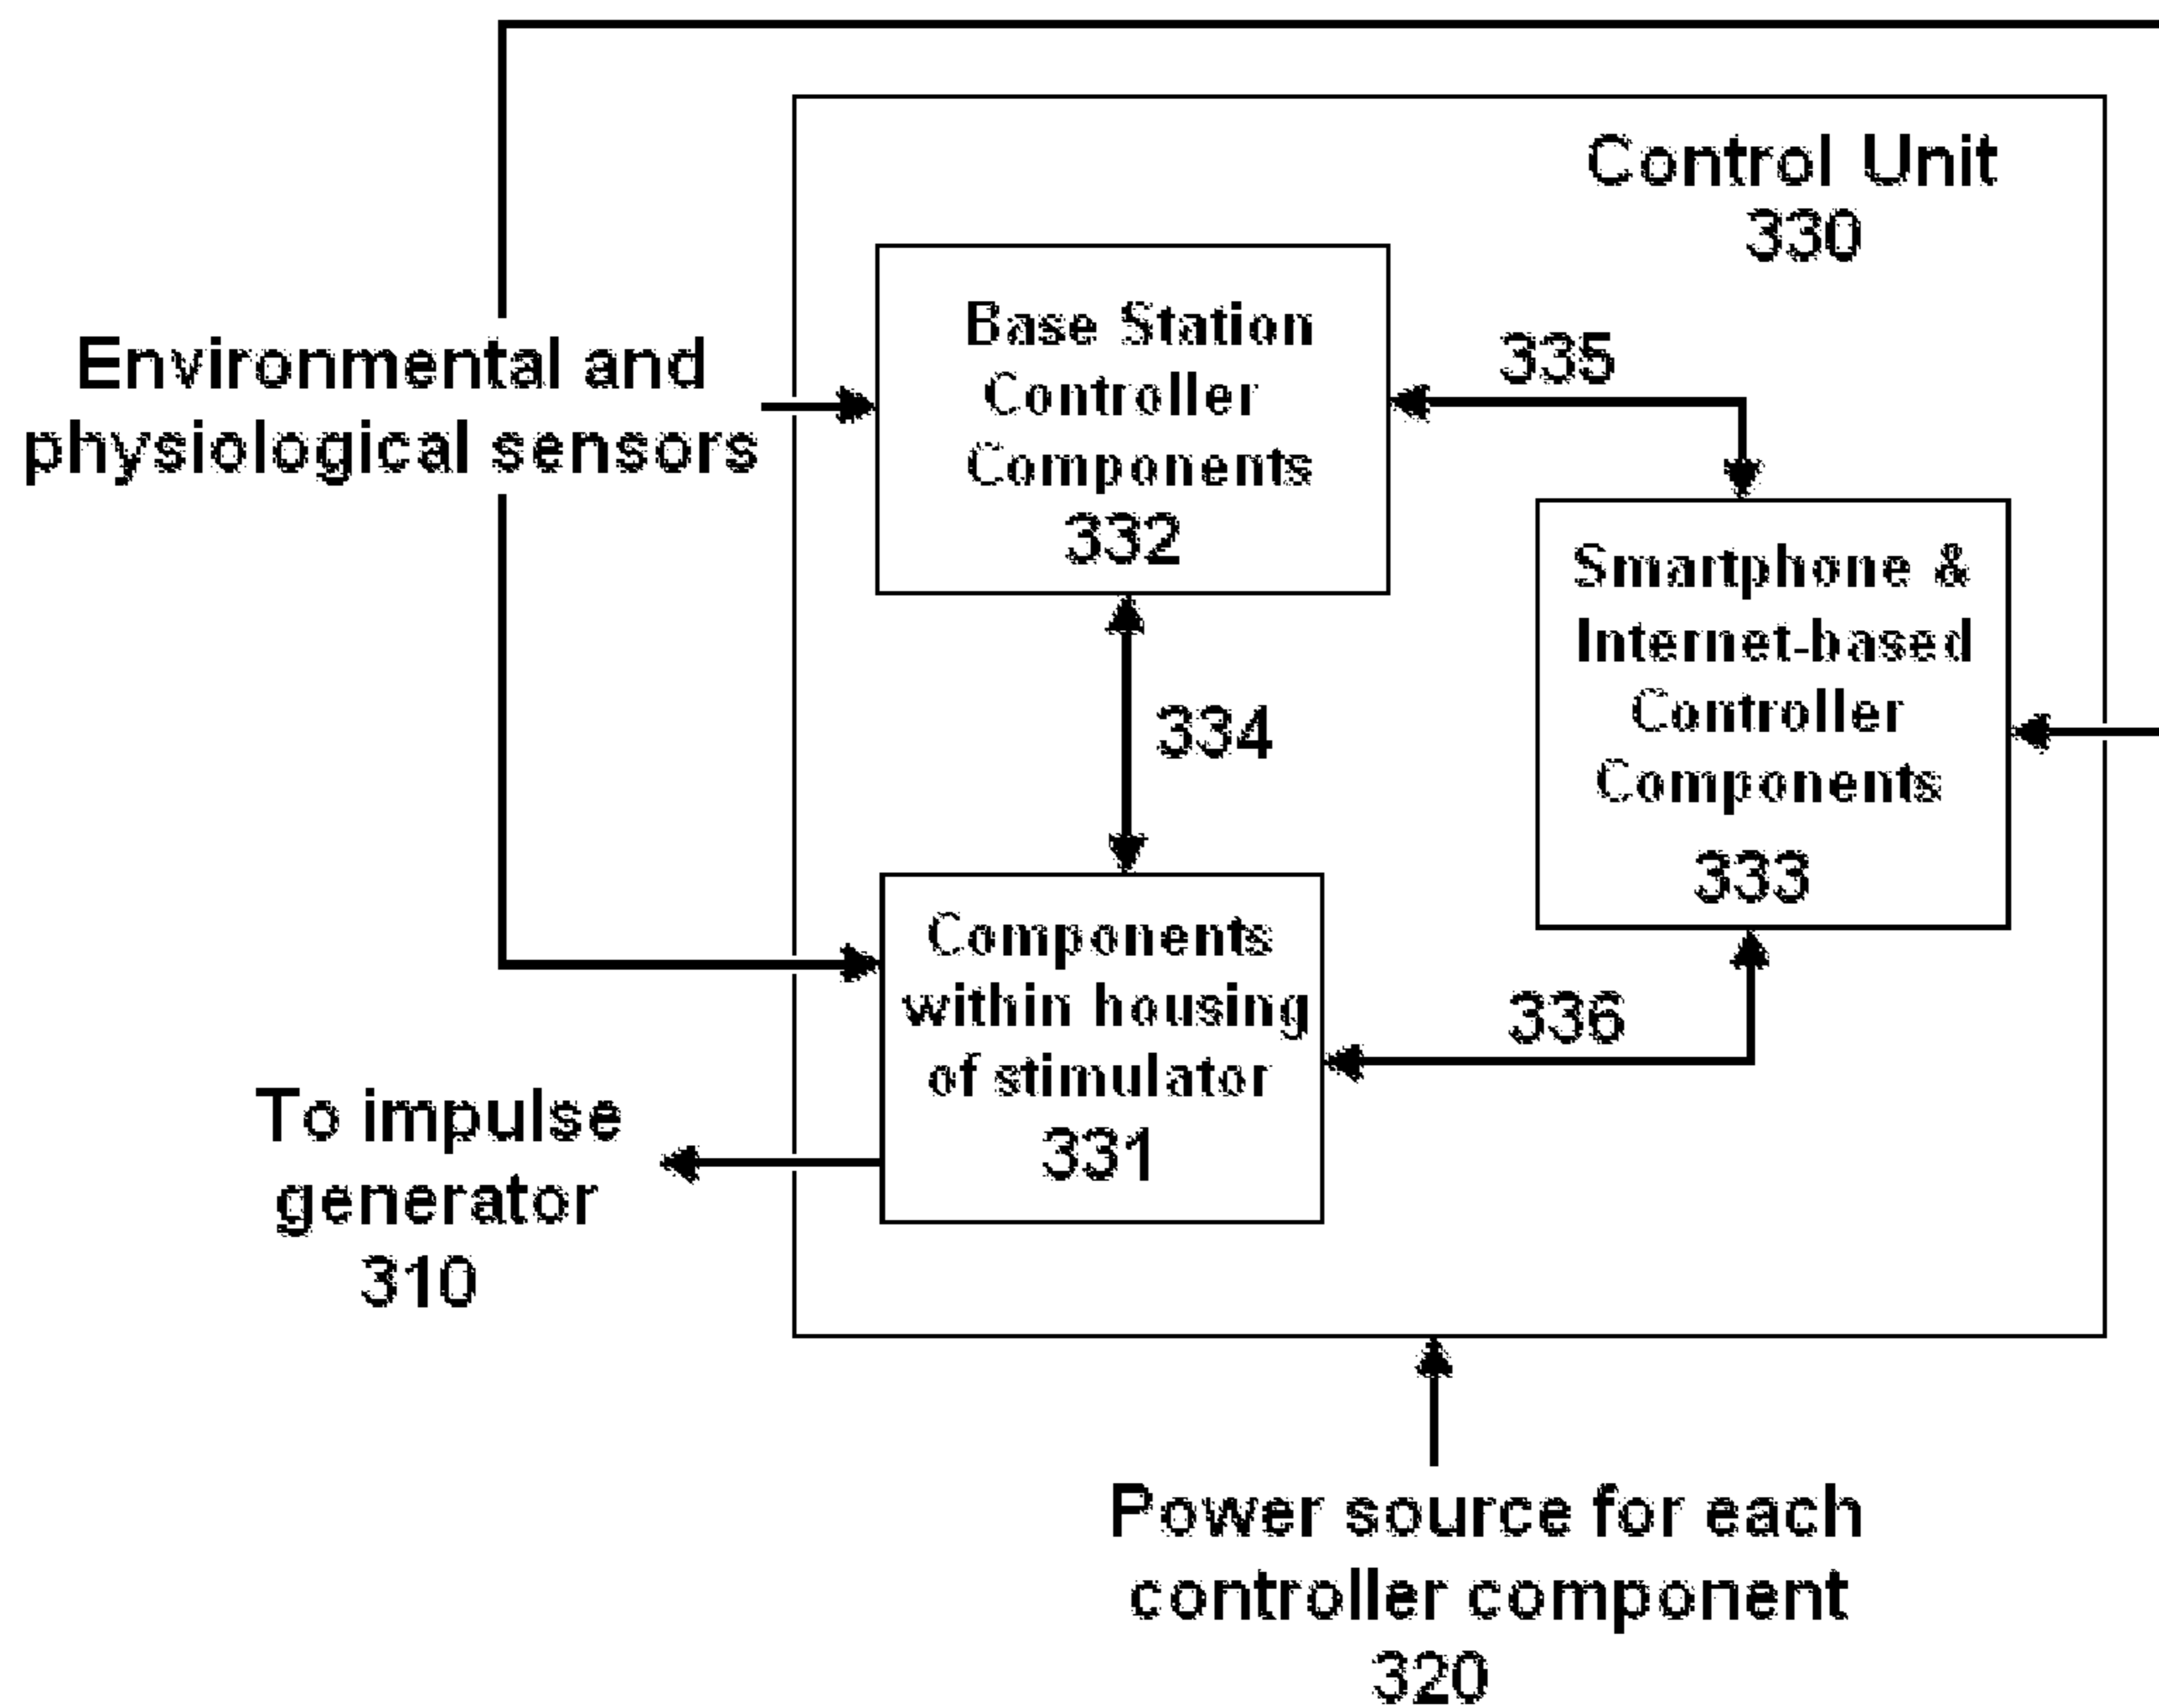 Control Unit
330
Base Station
Controller
Components
332
335
Environmental and
physiological sensors
Smartphone &
Internet-based
Controller
Components
333
334
Components
within housing
of stimulator
331
336
To impulse
generator
310
Power source for each
controller component
320